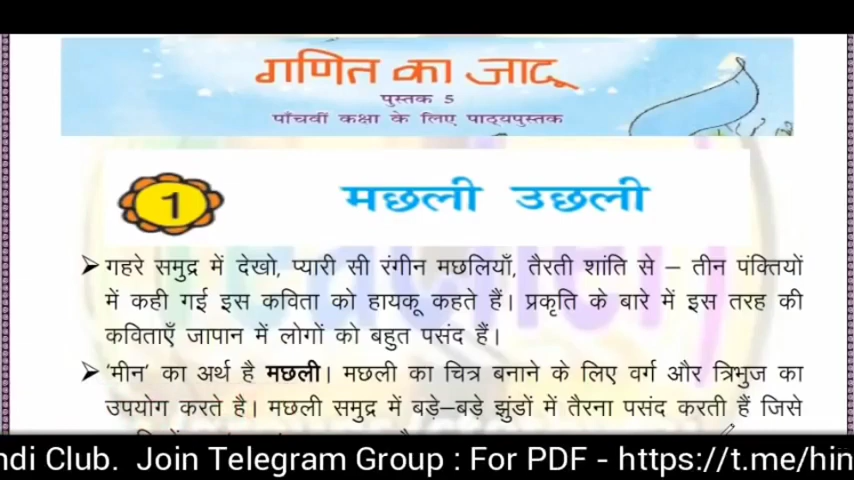 गणित का जादू
पुस्तक 5
पाँचवीं कक्षा के लिए पाठ्यपुस्तक
1 मछली उछली
➢ गहरे समुद्र में देखो, प्यारी सी रंगीन मछलियाँ, तैरती शांति से – तीन पंक्तियों
में कही गई इस कविता को हायकू कहते हैं। प्रकृति के बारे में इस तरह की
कविताएँ जापान में लोगों को बहुत पसंद हैं।
➢ 'मीन' का अर्थ है मछली। मछली का चित्र बनाने के लिए वर्ग और त्रिभुज का
उपयोग करते है। मछली समुद्र में बड़े–बड़े झुंडों में तैरना पसंद करती हैं जिसे
ndi Club. Join Telegram Group : For PDF - https://t.me/hin